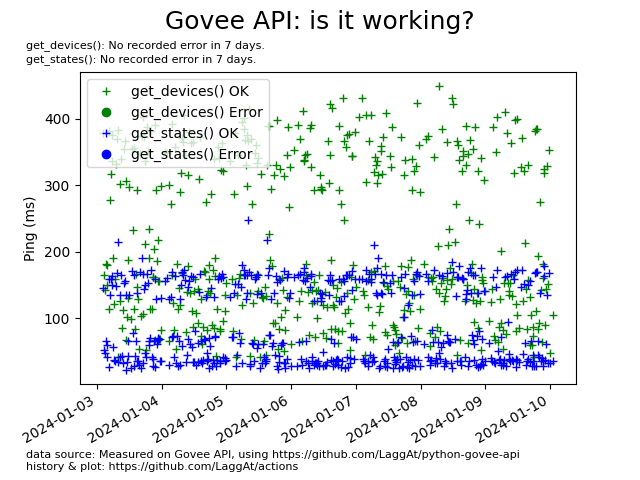 Govee API: is it working?
get_devices(): No recorded error in 7 days.
get_states(): No recorded error in 7 days.
get_devices() OK
get_devices() Error
get_states() OK
get_states() Error
400
300
200
100
Ping (ms)
2024-01-03
2024-01-04
2024-01-05
2024-01-06
2024-01-07
2024-01-08
2024-01-09
2024-01-10
data source: Measured on Govee API, using https://github.com/LaggAt/python-govee-api
history & plot: https://github.com/LaggAt/actions